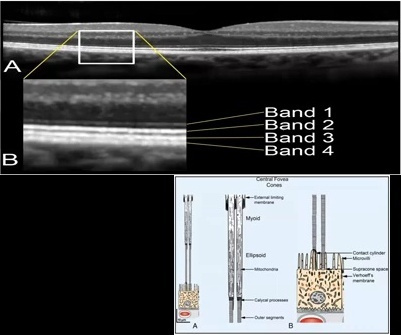 A
B
Band 1
Band 2
Band 3
Band 4
Central Fovea
Cones
External limiting
membrane
Myoid
Ellipsoid
Mitochondria
Calycal processes
Outer segments
Contact cylinder
Microvilli
Supracone space
Verhoeff's
membrane
A
B